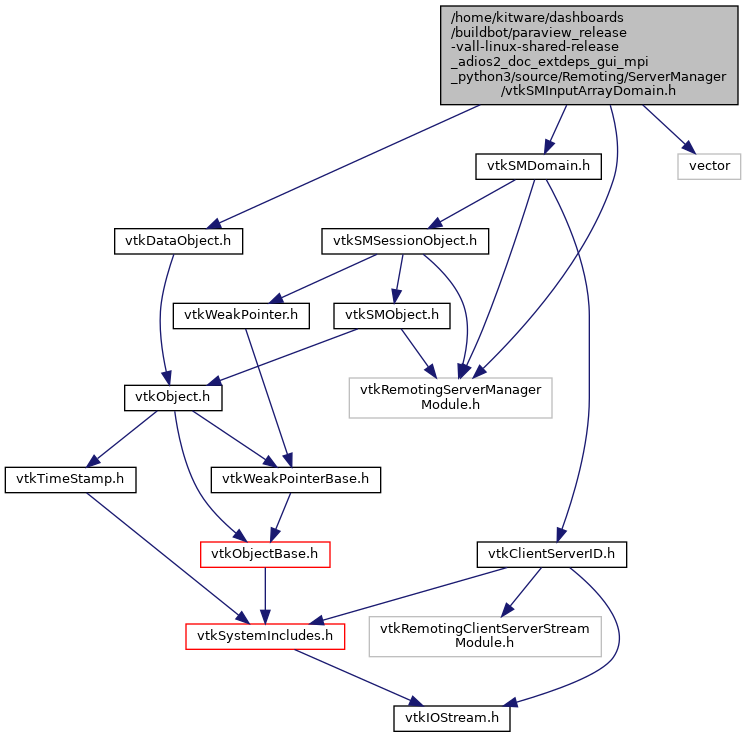 /home/kitware/dashboards
/buildbot/paraview_release
-vall-linux-shared-release
_adios2_doc_extdeps_gui_mpi
_python3/source/Remoting/ServerManager
/vtkSMInputArrayDomain.h
vtkSMDomain.h
vector
vtkDataObject.h
vtkSMSessionObject.h
vtkWeakPointer.h
vtkSMObject.h
vtkObject.h
vtkRemotingServerManager
Module.h
vtkTimeStamp.h
vtkWeakPointerBase.h
vtkObjectBase.h
vtkClientServerID.h
vtkSystemIncludes.h
vtkRemotingClientServerStream
Module.h
vtkIOStream.h